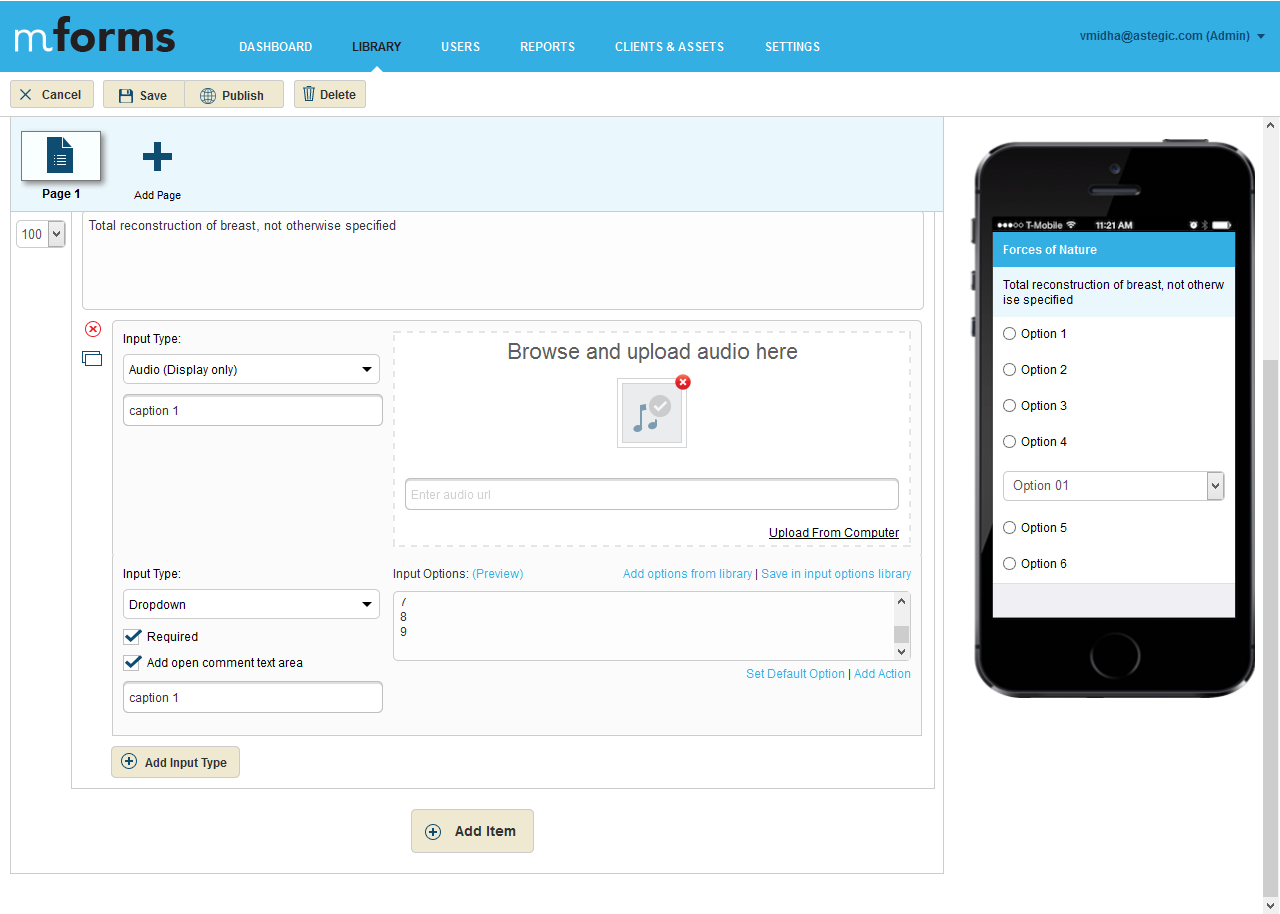 mforms
DASHBOARD
LIBRARY
USERS
REPORTS
CLIENTS & ASSETS
SETTINGS
vmidha@astegic.com (Admin)
Cancel
Save
Publish
Delete
Page 1
Add Page
100
Total reconstruction of breast, not otherwise specified
Input Type:
Audio (Display only)
caption 1
Browse and upload audio here
Enter audio url
Upload From Computer
Input Type:
Dropdown
Required
Add open comment text area
caption 1
Input Options: (Preview)
Add options from library | Save in input options library
7
8
9
Set Default Option | Add Action
Add Input Type
Add Item
T-Mobile
11:21 AM
Forces of Nature
Total reconstruction of breast, not otherw
ise specified
Option 1
Option 2
Option 3
Option 4
Option 01
Option 5
Option 6